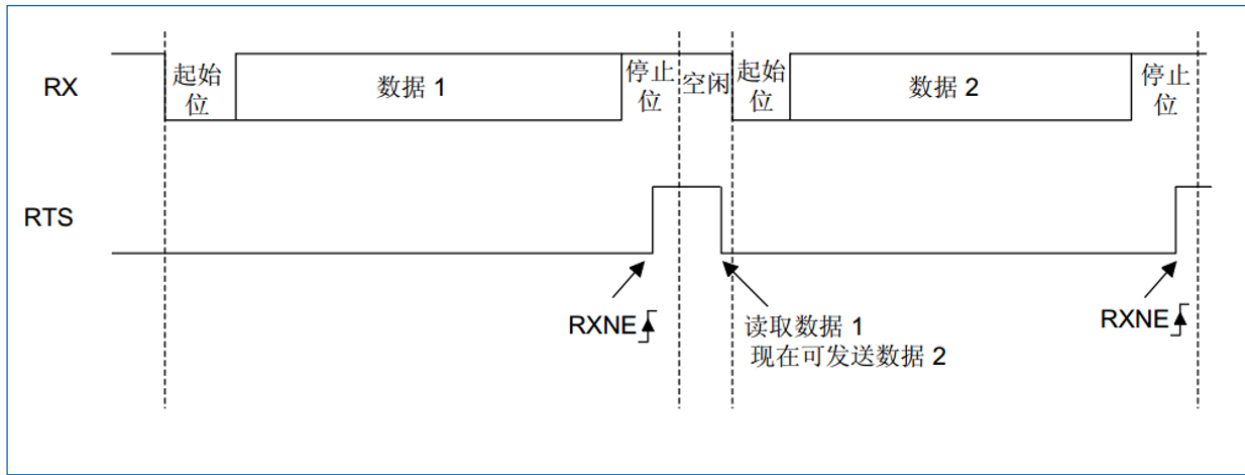 RX
起始
位
数据 1
停止
位
空闲
起始
位
数据 2
停止
位
RTS
RXNE
读取数据 1
现在可发送数据 2
RXNE